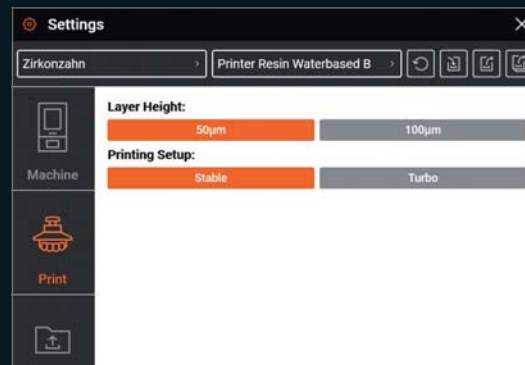 Settings
Zirkonzahn
Printer Resin Waterbased B
Layer Height:
50µm
100µm
Printing Setup:
Stable
Turbo
Machine
Print